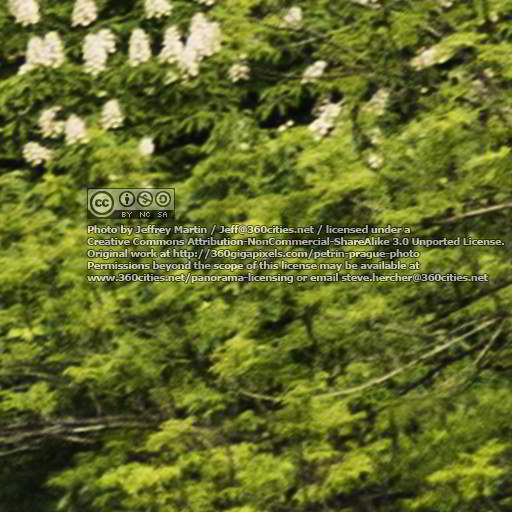 cc BY NC SA
Photo by Jeffrey Martin / Jeff@360cities.net / licensed under a
Creative Commons Attribution-NonCommercial-ShareAlike 3.0 Unported License.
Original work at http://360gigapixels.com/petrin-prague-photo
Permissions beyond the scope of this license may be available at
www.360cities.net/panorama-licensing or email steve.hercher@360cities.net